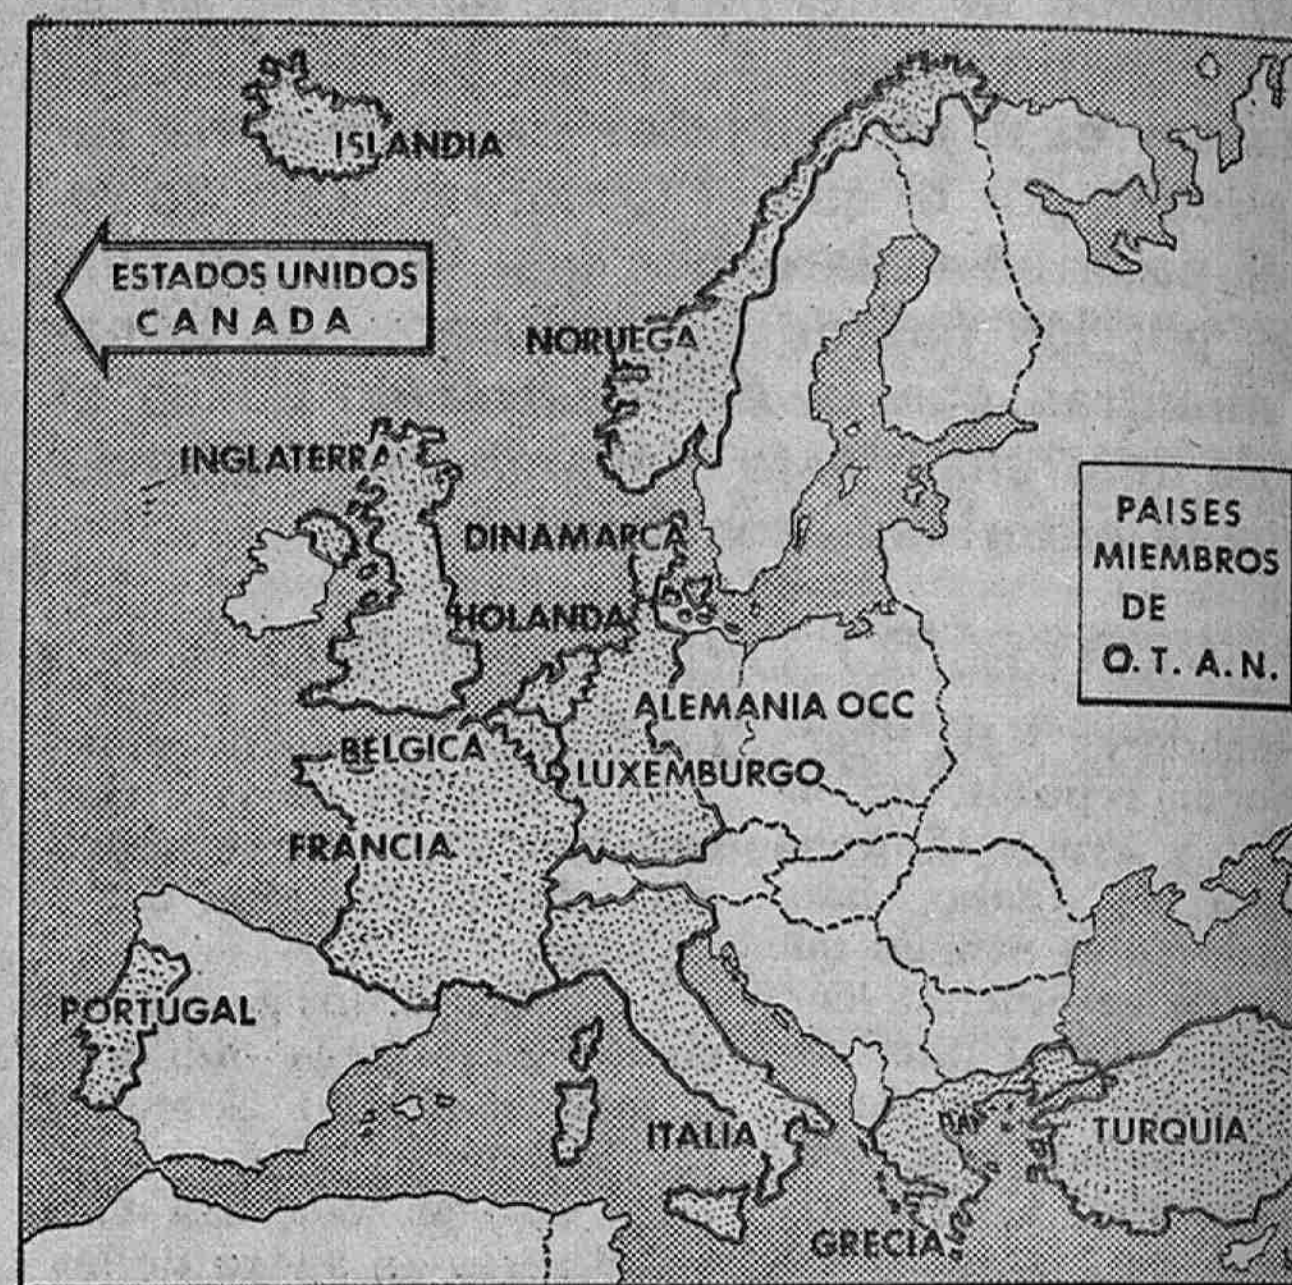 ISLANDIA
ESTADOS UNIDOS
CANADA
NORUEGA
INGLATERRA
DINAMARCA
HOLANDA
PAISES
MIEMBROS
DE
O.T.A.N.
ALEMANIA OCC
BELGICA
LUXEMBURGO
FRANCIA
PORTUGAL
ITALIA
TURQUIA
GRECIA